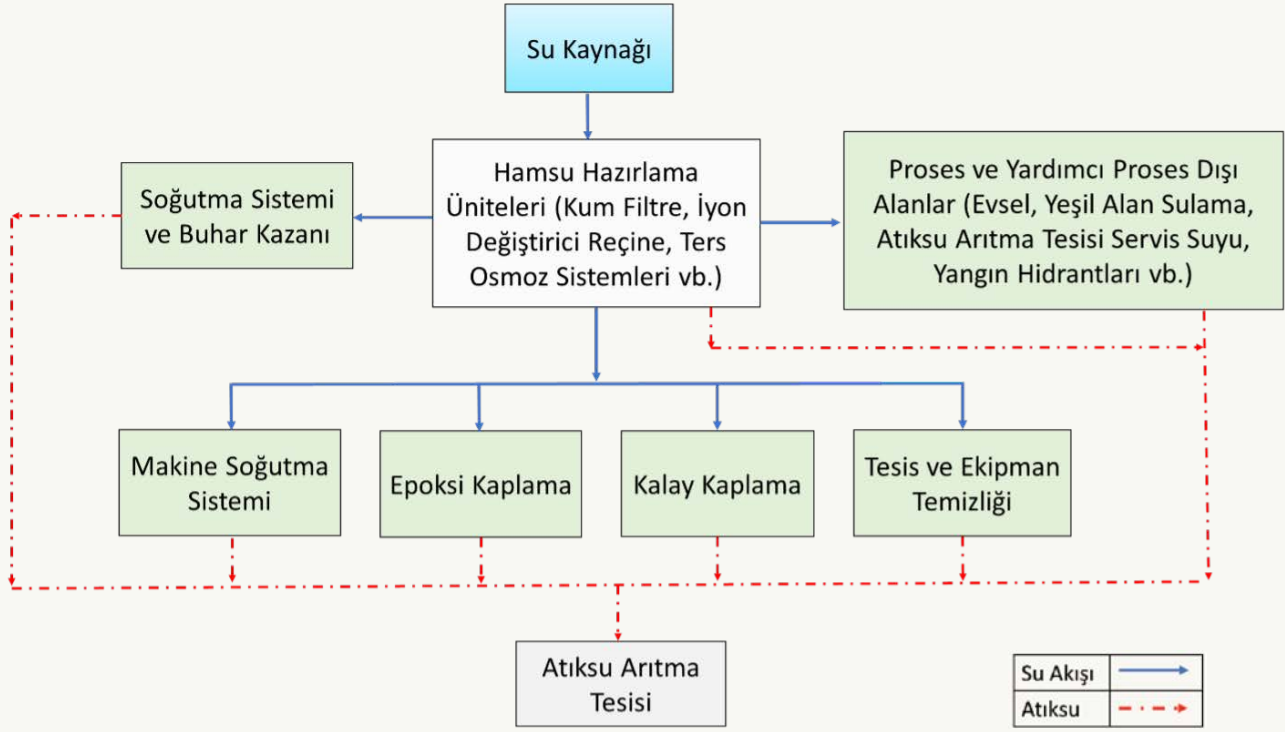 Su Kaynağı
Hamsu Hazırlama
Üniteleri (Kum Filtre, İyon
Değiştirici Reçine, Ters
Osmoz Sistemleri vb.)
Soğutma Sistemi
ve Buhar Kazanı
Proses ve Yardımcı Proses Dışı
Alanlar (Evsel, Yeşil Alan Sulama,
Atıksu Arıtma Tesisi Servis Suyu,
Yangın Hidrantları vb.)
Makine Soğutma
Sistemi
Epoksi Kaplama
Kalay Kaplama
Tesis ve Ekipman
Temizliği
Atıksu Arıtma
Tesisi
Su Akışı
Atıksu